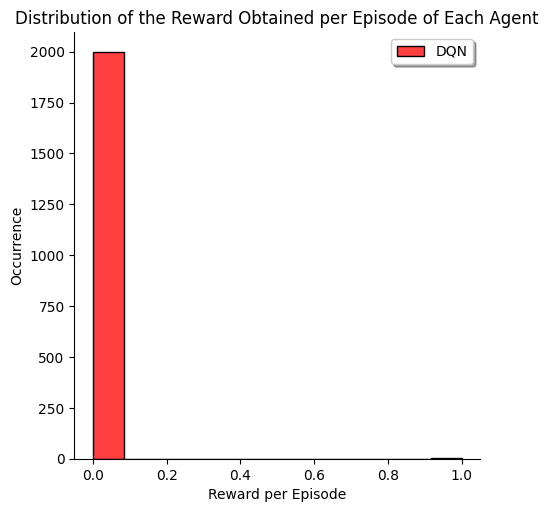 Distribution of the Reward Obtained per Episode of Each Agent
DQN
2000
1750
1500
1250
1000
750
500
250
0
Occurrence
0.0 0.2 0.4 0.6 0.8 1.0
Reward per Episode